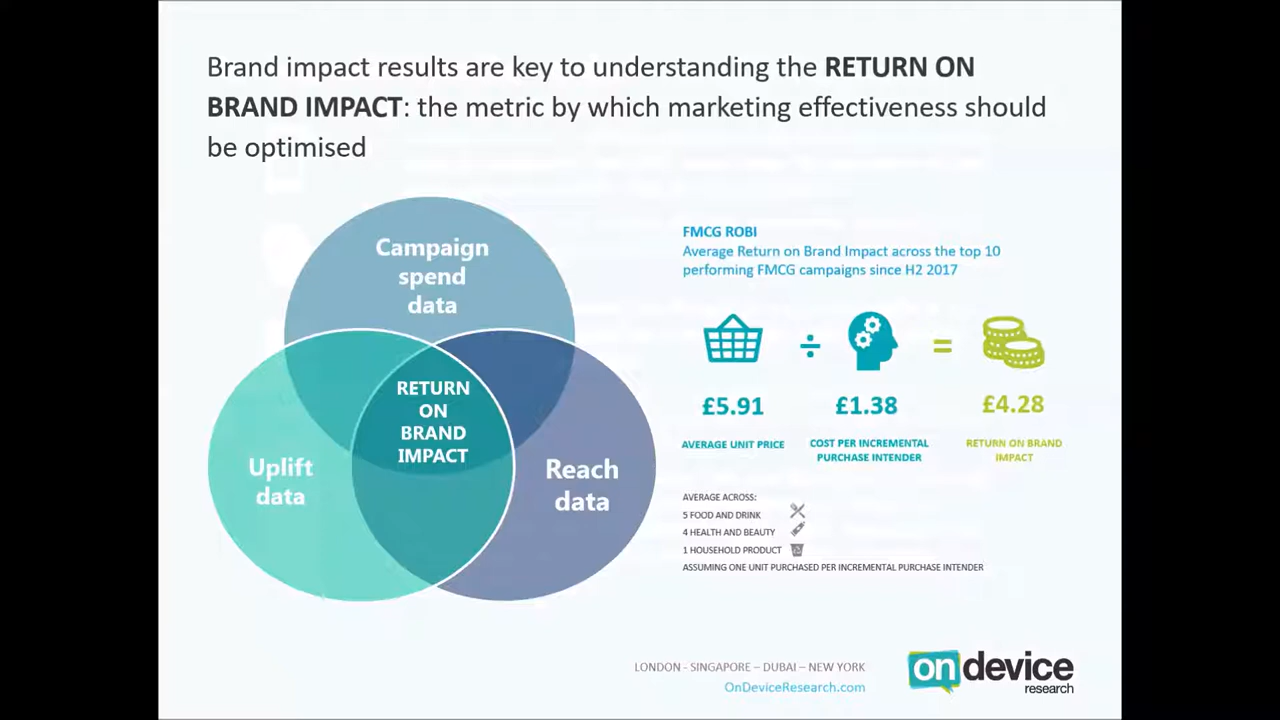 Brand impact results are key to understanding the RETURN ON
BRAND IMPACT: the metric by which marketing effectiveness should
be optimised
Campaign
spend
data
RETURN
ON
BRAND
IMPACT
Uplift
data
Reach
data
FMCG ROBI
Average Return on Brand Impact across the top 10
performing FMCG campaigns since H2 2017
÷
=
£5.91
£1.38
£4.28
AVERAGE UNIT PRICE
COST PER INCREMENTAL
PURCHASE INTENDER
RETURN ON BRAND
IMPACT
AVERAGE ACROSS:
5 FOOD AND DRINK
4 HEALTH AND BEAUTY
1 HOUSEHOLD PRODUCT
ASSUMING ONE UNIT PURCHASED PER INCREMENTAL PURCHASE INTENDER
LONDON - SINGAPORE – DUBAI – NEW YORK
OnDeviceResearch.com
on device
research